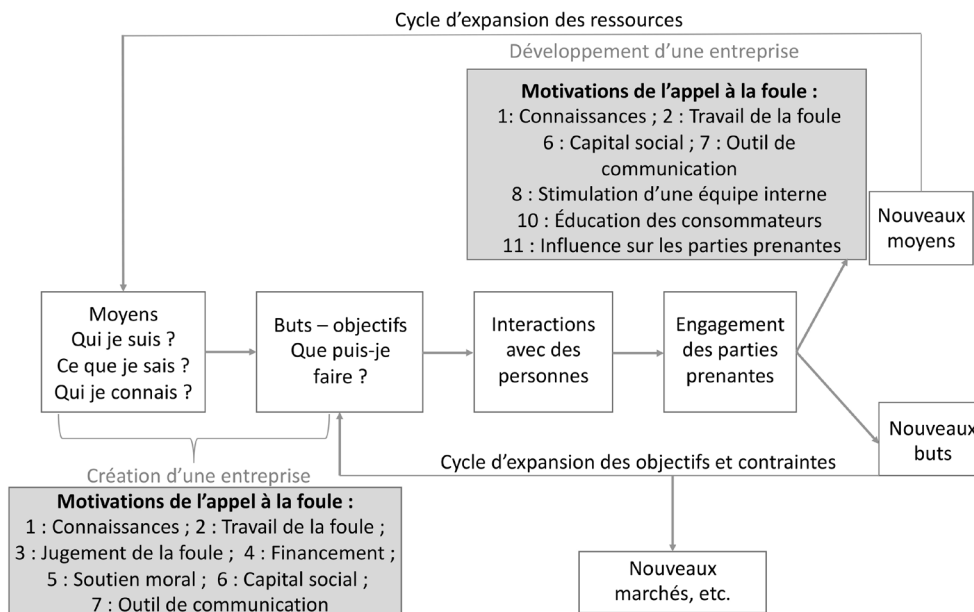 Cycle d’expansion des ressources
Développement d’une entreprise
Motivations de l’appel à la foule :
1: Connaissances ; 2 : Travail de la foule
6 : Capital social ; 7 : Outil de
communication
8 : Stimulation d’une équipe interne
10 : Éducation des consommateurs
11 : Influence sur les parties prenantes
Nouveaux
moyens
Moyens
Qui je suis ?
Ce que je sais ?
Qui je connais ?
Buts – objectifs
Que puis-je
faire ?
Interactions
avec des
personnes
Engagement
des parties
prenantes
Nouveaux
buts
Cycle d’expansion des objectifs et contraintes
Création d’une entreprise
Motivations de l’appel à la foule :
1 : Connaissances ; 2 : Travail de la foule ;
3 : Jugement de la foule ; 4 : Financement ;
5 : Soutien moral ; 6 : Capital social ;
7 : Outil de communication
Nouveaux
marchés, etc.